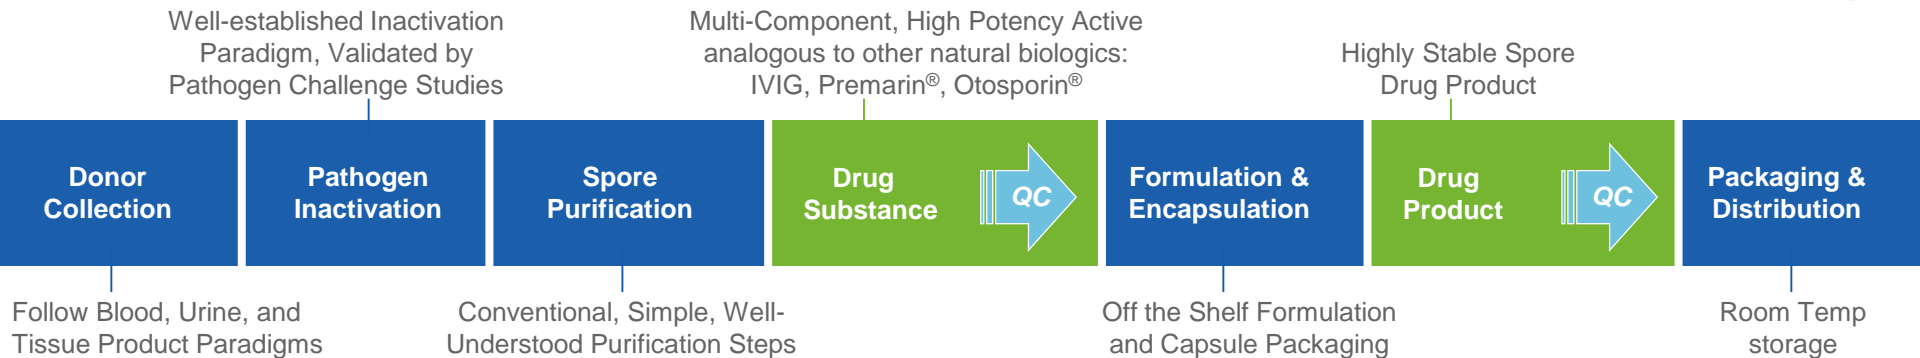 Well-established Inactivation
Paradigm, Validated by
Pathogen Challenge Studies
Multi-Component, High Potency Active
analogous to other natural biologics:
IVIG, Premarin®, Otosporin®
Highly Stable Spore
Drug Product
Donor
Collection
Pathogen
Inactivation
Spore
Purification
Drug
Substance
QC
Formulation &
Encapsulation
Drug
Product
QC
Packaging &
Distribution
Follow Blood, Urine, and
Tissue Product Paradigms
Conventional, Simple, Well-
Understood Purification Steps
Off the Shelf Formulation
and Capsule Packaging
Room Temp
storage